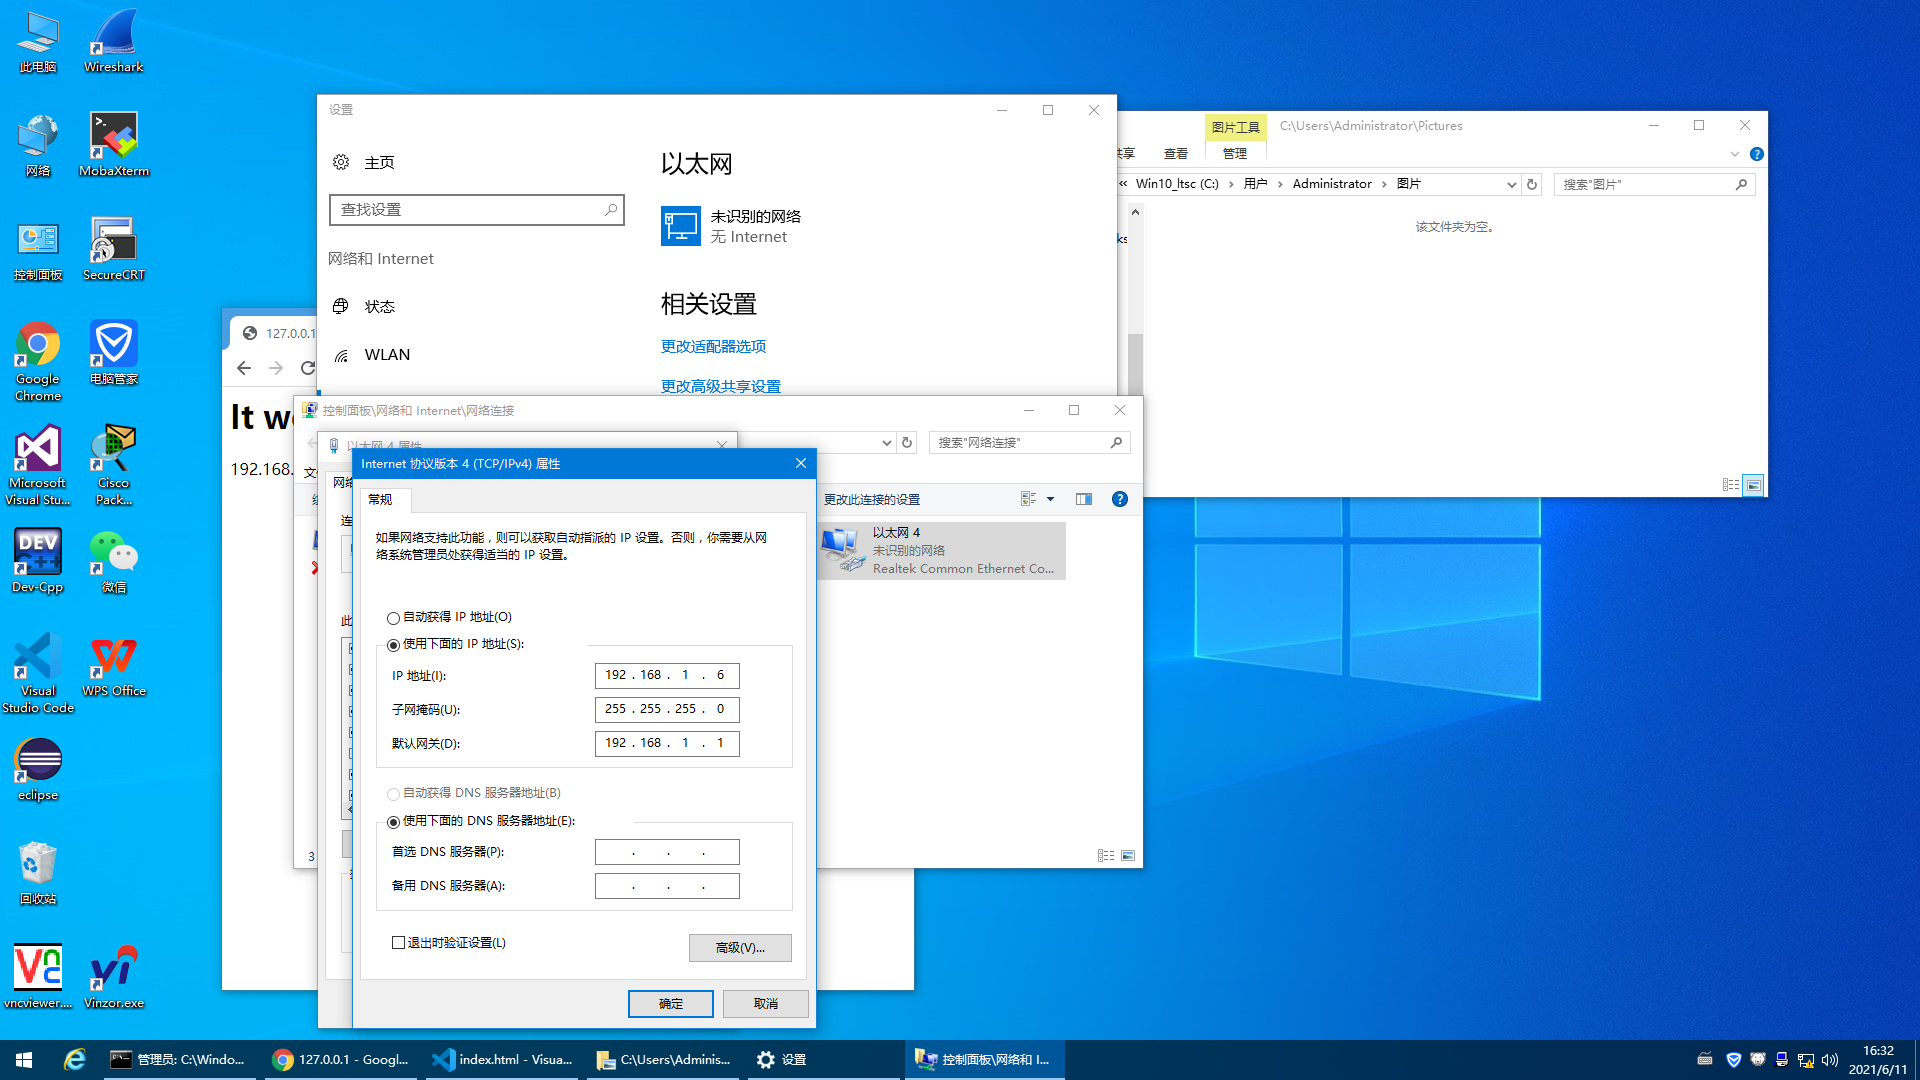 此电脑
Wireshark
网络
MobaXterm
控制面板
SecureCRT
Google
Chrome
电脑管家
Microsoft
Visual Stu...
Cisco
Pack...
Dev-Cpp
微信
Visual
Studio Code
WPS Office
eclipse
回收站
vncviewer....
Vinzor.exe
设置
主页
查找设置
网络和 Internet
状态
WLAN
以太网
未识别的网络
无 Internet
相关设置
更改适配器选项
更改高级共享设置
图片工具
C:\Users\Administrator\Pictures
共享
查看
管理
« Win10_ltsc (C:) › 用户 › Administrator › 图片
搜索"图片"
该文件夹为空。
ks
127.0.0.1
It w
192.168.
控制面板\网络和 Internet\网络连接
搜索"网络连接"
更改此连接的设置
以太网 4
未识别的网络
Realtek Common Ethernet Co...
3
以太网 4 属性
网络
连
此
Internet 协议版本 4 (TCP/IPv4) 属性
常规
如果网络支持此功能，则可以获取自动指派的 IP 设置。否则，你需要从网
络系统管理员处获得适当的 IP 设置。
自动获得 IP 地址(O)
使用下面的 IP 地址(S):
IP 地址(I):
192 . 168 . 1 . 6
子网掩码(U):
255 . 255 . 255 . 0
默认网关(D):
192 . 168 . 1 . 1
自动获得 DNS 服务器地址(B)
使用下面的 DNS 服务器地址(E):
首选 DNS 服务器(P):
. . .
备用 DNS 服务器(A):
. . .
退出时验证设置(L)
高级(V)...
确定
取消
管理员: C:\Windo...
127.0.0.1 - Googl...
index.html - Visua...
C:\Users\Adminis...
设置
控制面板\网络和 I...
16:32
2021/6/11